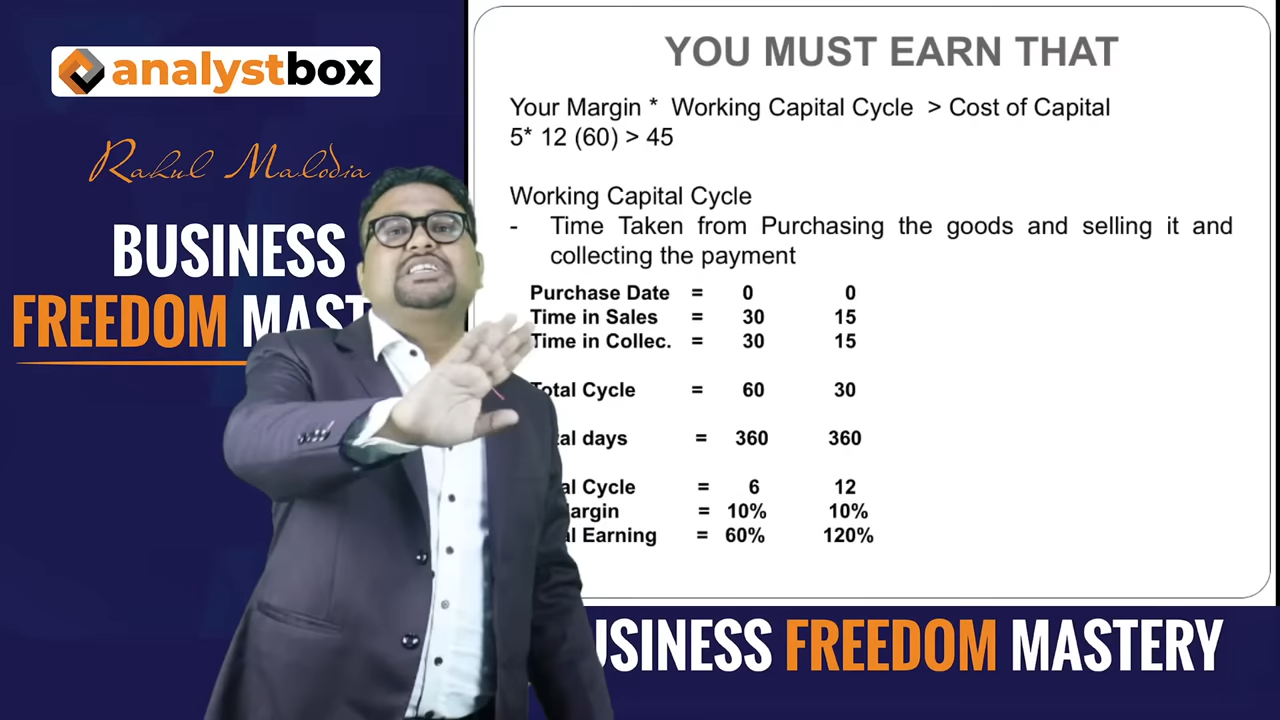 analystbox
Rahul Malodia
BUSINESS
FREEDOM
YOU MUST EARN THAT
Your Margin * Working Capital Cycle > Cost of Capital
5* 12 (60) > 45
Working Capital Cycle
- Time Taken from Purchasing the goods and selling it and
collecting the payment
Purchase Date = 0 0
Time in Sales = 30 15
Time in Collec. = 30 15
Total Cycle = 60 30
days = 360 360
Cycle = 6 12
= 10% 10%
Earning = 60% 120%
FREEDOM MASTERY